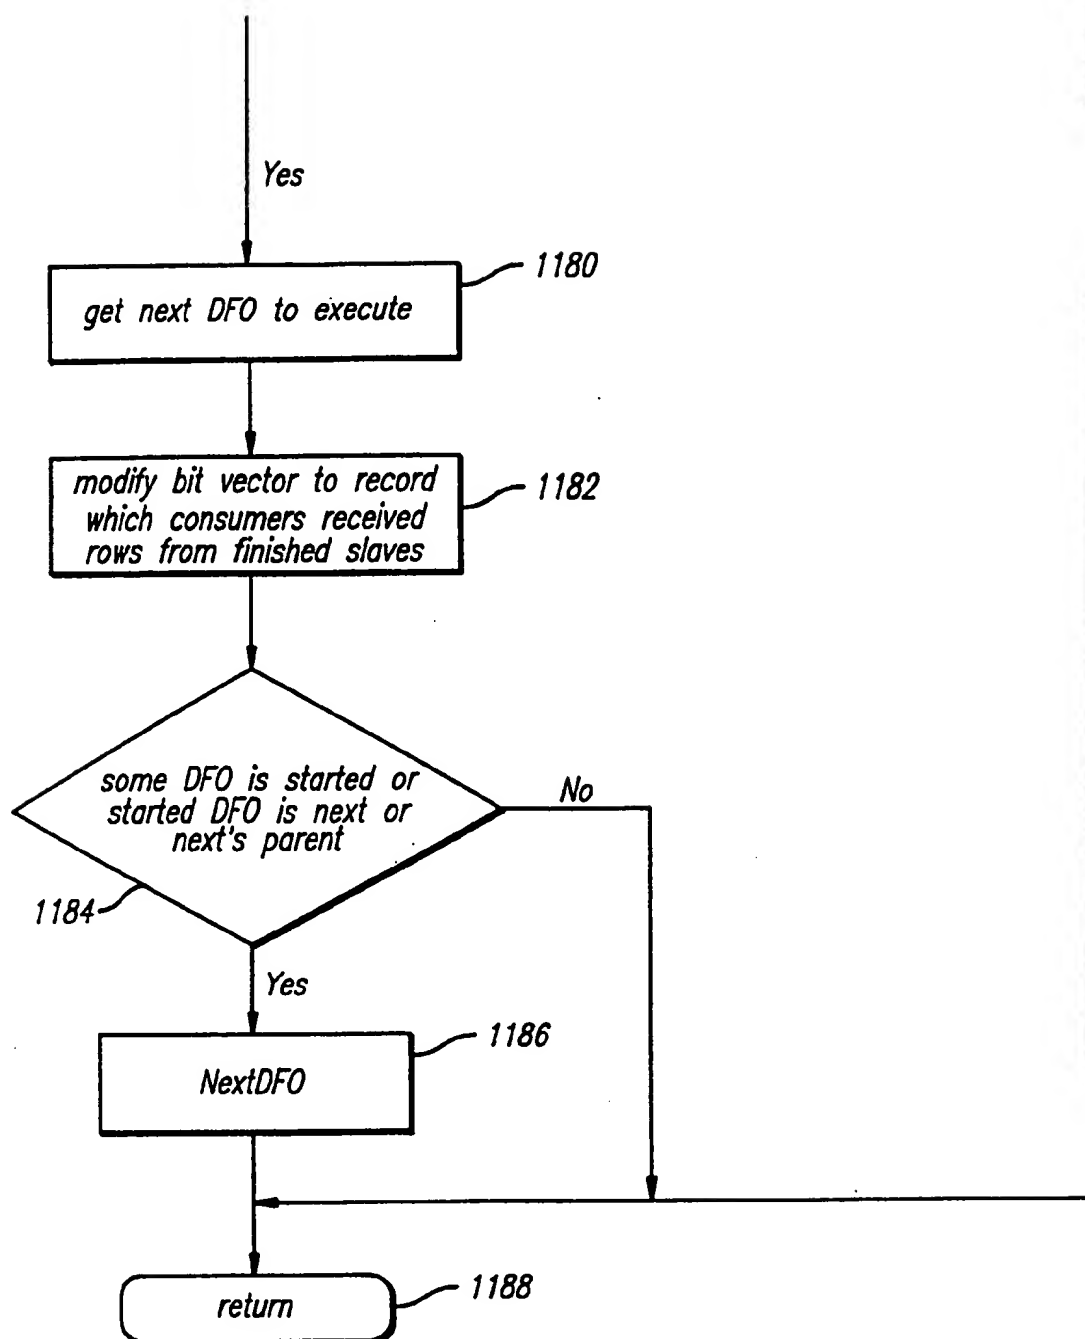 Yes
1180
get next DFO to execute
modify bit vector to record
which consumers received
rows from finished slaves
1182
some DFO is started or
started DFO is next or
next's parent
No
1184
Yes
1186
NextDFO
return
1188